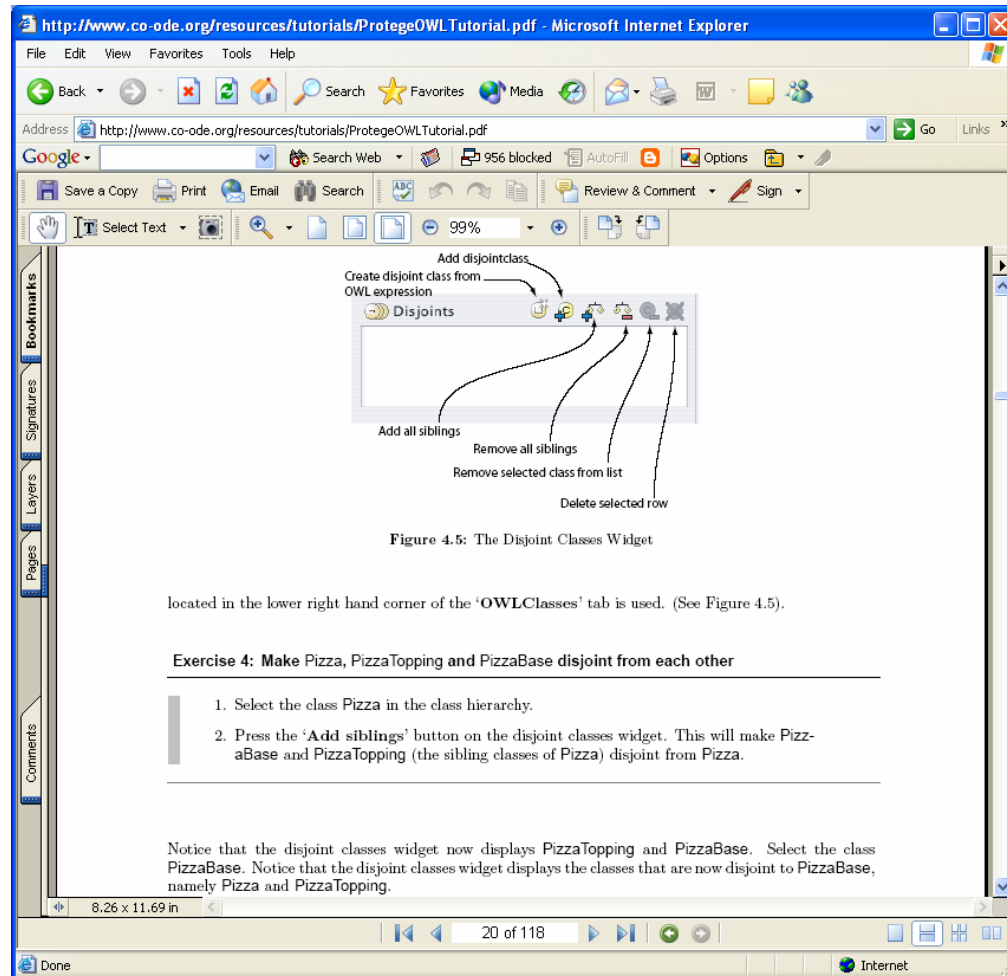 http://www.co-ode.org/resources/tutorials/ProtegeOWLTutorial.pdf - Microsoft Internet Explorer
File Edit View Favorites Tools Help
Back Search Favorites Media
Address http://www.co-ode.org/resources/tutorials/ProtegeOWLTutorial.pdf Go Links »
Google Search Web 956 blocked AutoFill Options
Save a Copy Print Email Search ABC Review & Comment Sign
Select Text 99%
Bookmarks
Signatures
Layers
Pages
Comments
Add disjointclass
Create disjoint class from
OWL expression
Disjoints
Add all siblings
Remove all siblings
Remove selected class from list
Delete selected row
Figure 4.5: The Disjoint Classes Widget
located in the lower right hand corner of the ‘OWLClasses’ tab is used. (See Figure 4.5).
Exercise 4: Make Pizza, PizzaTopping and PizzaBase disjoint from each other
1. Select the class Pizza in the class hierarchy.
2. Press the ‘Add siblings’ button on the disjoint classes widget. This will make Pizz-
aBase and PizzaTopping (the sibling classes of Pizza) disjoint from Pizza.
Notice that the disjoint classes widget now displays PizzaTopping and PizzaBase. Select the class
PizzaBase. Notice that the disjoint classes widget displays the classes that are now disjoint to PizzaBase,
namely Pizza and PizzaTopping.
8.26 x 11.69 in
20 of 118
Done Internet